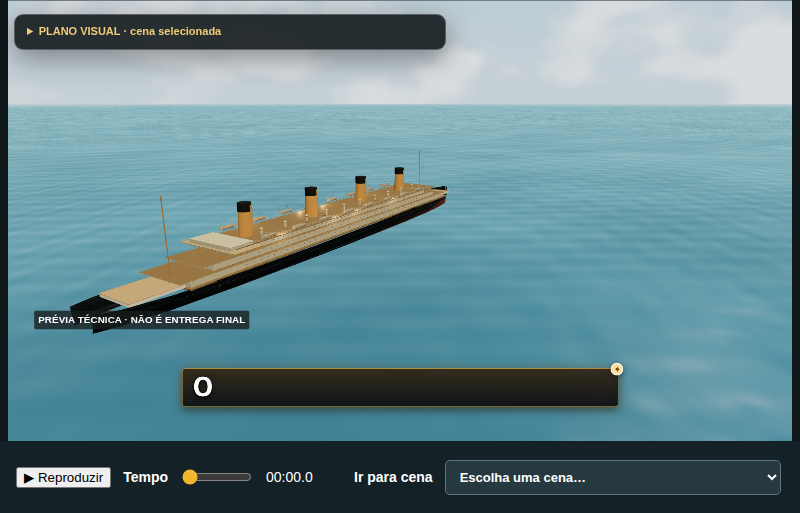 ▶ PLANO VISUAL · cena selecionada
PRÉVIA TÉCNICA · NÃO É ENTREGA FINAL
O
▶ Reproduzir Tempo 00:00.0 Ir para cena Escolha uma cena…